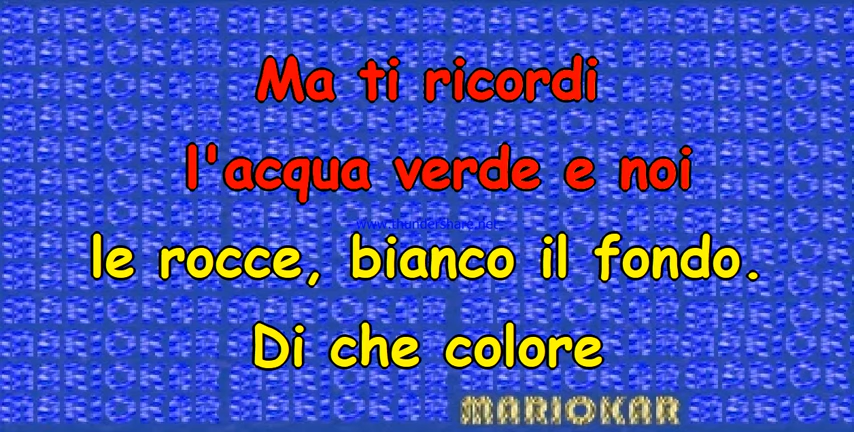 Ma ti ricordi
l'acqua verde e noi
www.thundershare.net
le rocce, bianco il fondo.
Di che colore
MARIOKAR